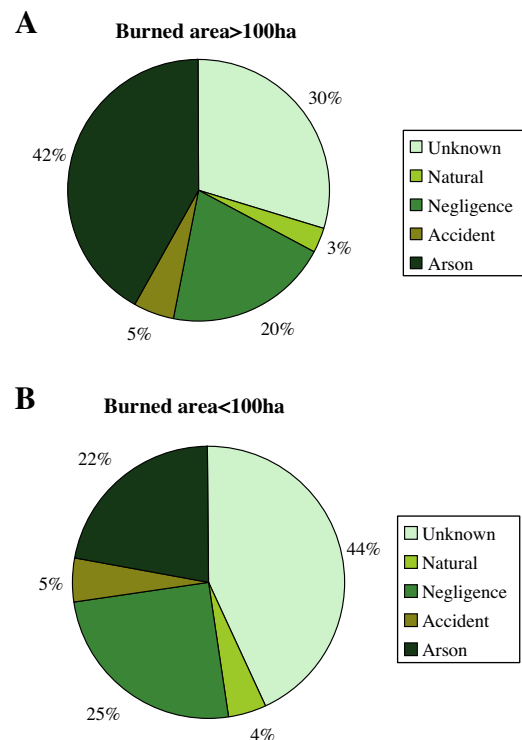 A
Burned area>100ha
30%
42%
3%
5%
20%
Unknown
Natural
Negligence
Accident
Arson
B
Burned area<100ha
22%
44%
5%
25%
4%
Unknown
Natural
Negligence
Accident
Arson